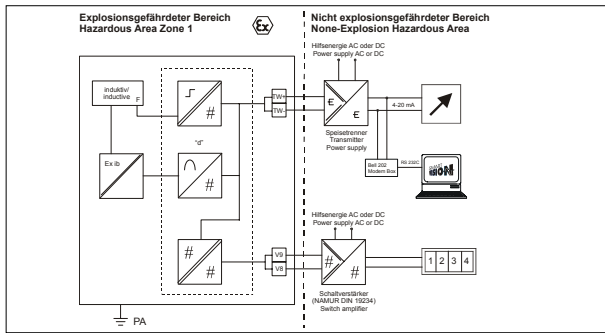 Explosionsgefährdeter Bereich
Hazardous Area Zone 1
Ex
Nicht explosionsgefährdeter Bereich
None-Explosion Hazardous Area
Hilfsenergie AC oder DC
Power supply AC or DC
induktiv/
inductive
F
#
TW+
TW-
€
€
4-20 mA
Speisetrenner
Transmitter
Power supply
"d"
Ex ib
#
Bell 202
Modem Box
RS 232C
Hilfsenergie AC oder DC
Power supply AC or DC
#
#
V9
V8
#
#
1 2 3 4
Schaltverstärker
(NAMUR DIN 19234)
Switch amplifier
PA